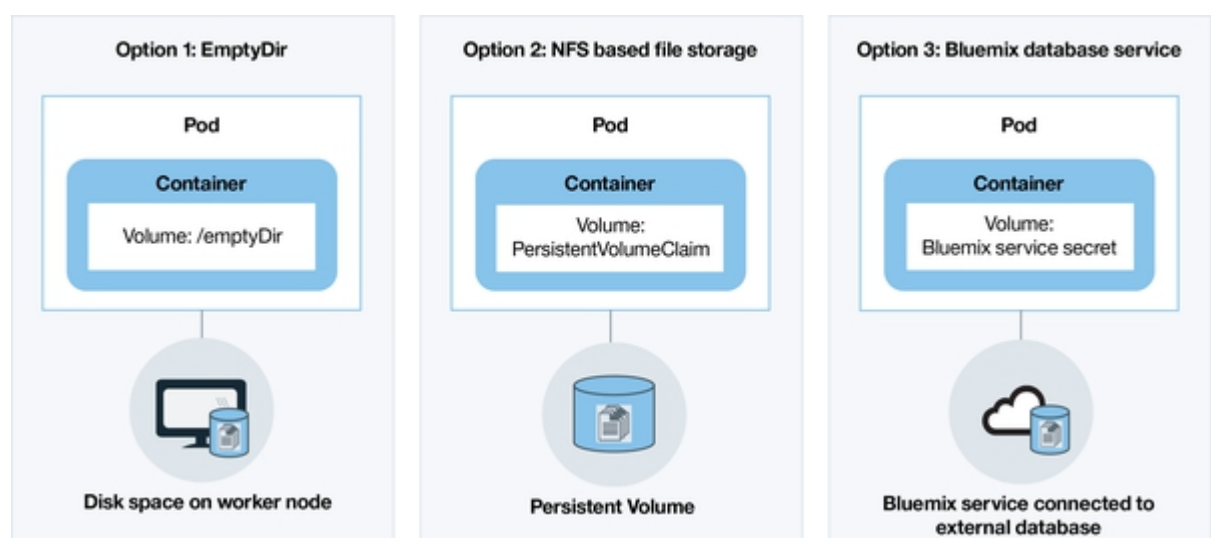 Option 1: EmptyDir
Pod
Container
Volume: /emptyDir
Disk space on worker node
Option 2: NFS based file storage
Pod
Container
Volume:
PersistentVolumeClaim
Persistent Volume
Option 3: Bluemix database service
Pod
Container
Volume:
Bluemix service secret
Bluemix service connected to
external database